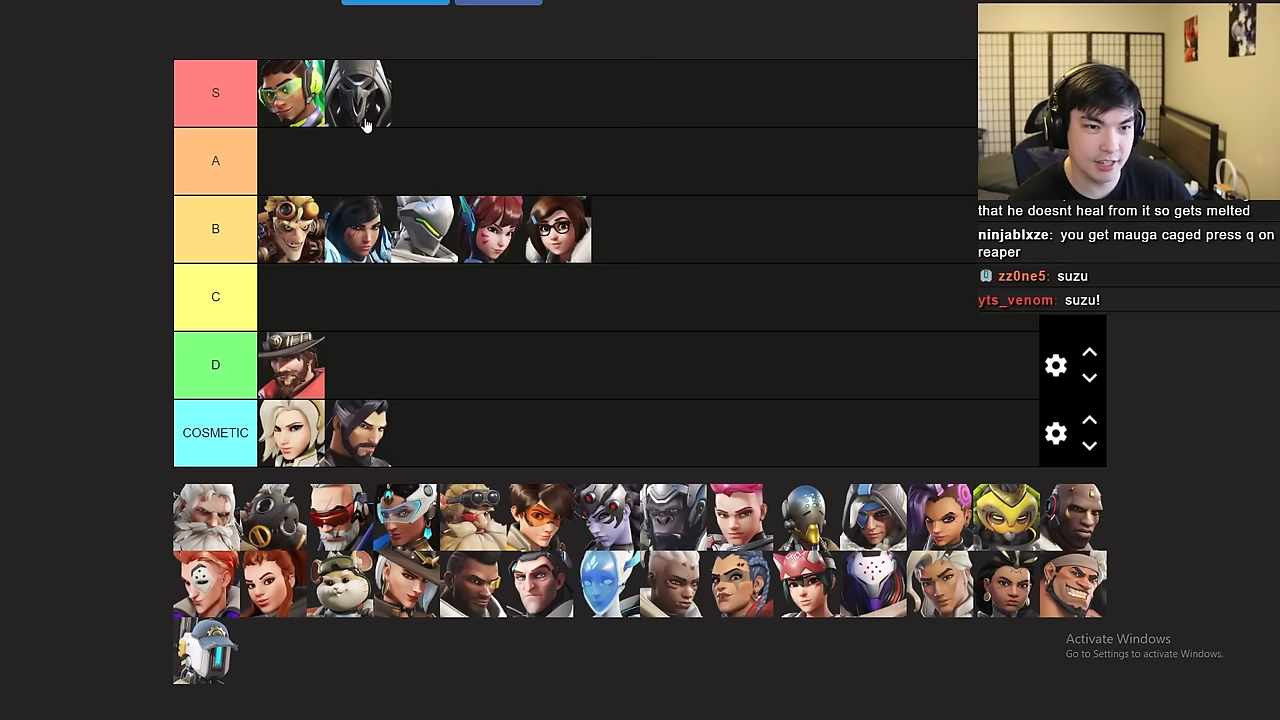 S
A
B
C
D
COSMETIC
that he doesnt heal from it so gets melted
ninjablxze: you get mauga caged press q on
reaper
zz0ne5: suzu
yts_venom: suzu!
Activate Windows
Go to Settings to activate Windows.